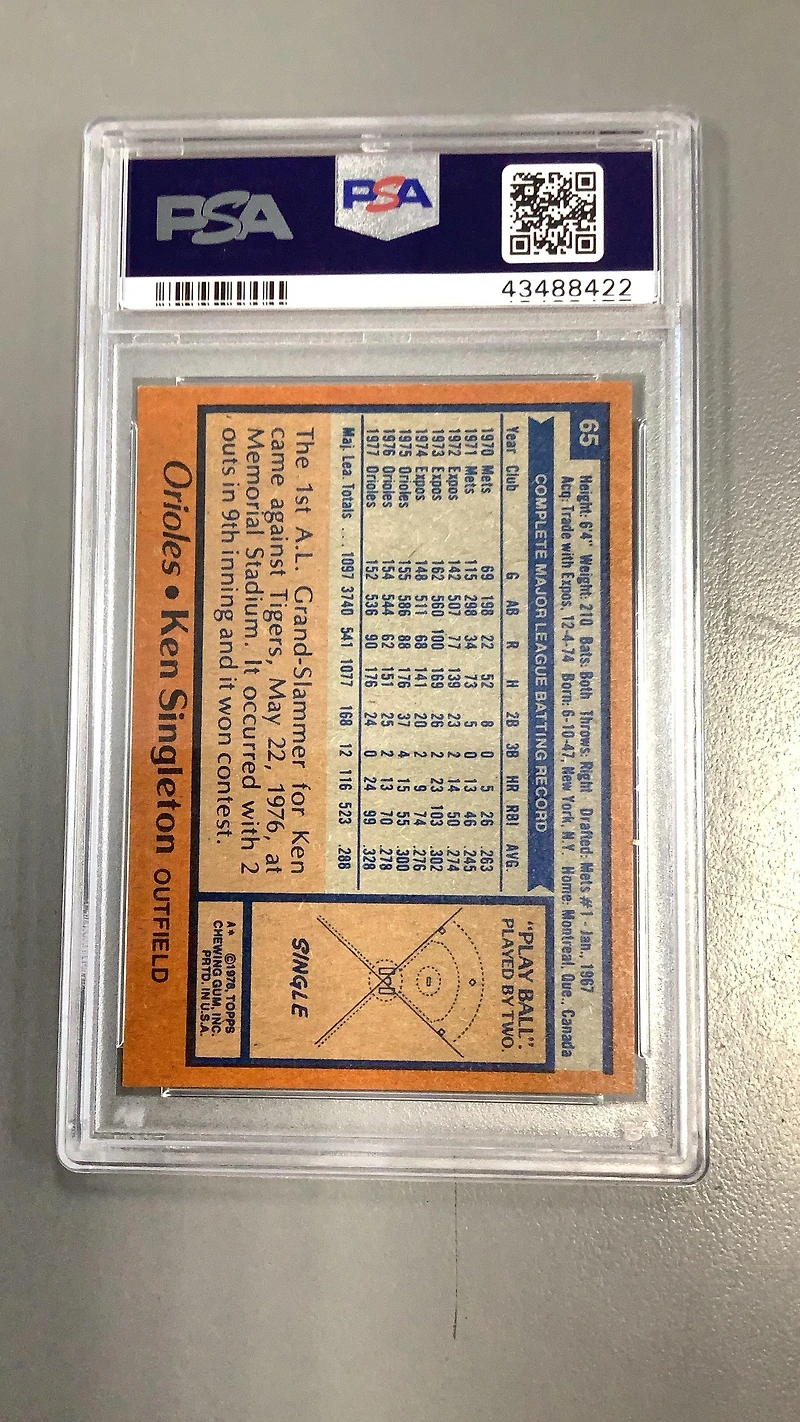 PSA
PSA
43488422
65
Height: 6'4" Weight: 210 Bats: Both Throws: Right Drafted: Mets #1 - Jan., 1967
Acq: Trade with Expos, 12-4-74 Born: 6-10-47, New York, N.Y. Home: Montreal, Que., Canada
COMPLETE MAJOR LEAGUE BATTING RECORD
Year Club G AB R H 2B 3B HR RBI AVG.
1970 Mets 69 198 22 52 8 0 5 26 .263
1971 Mets 115 298 34 73 5 0 13 46 .245
1972 Expos 142 507 77 139 23 2 14 50 .274
1973 Expos 162 560 100 169 26 2 23 103 .302
1974 Expos 148 511 68 141 20 2 9 74 .276
1975 Orioles 155 586 88 176 37 4 15 55 .300
1976 Orioles 154 544 62 151 25 2 13 70 .278
1977 Orioles 152 536 90 176 24 0 24 99 .328
Maj. Lea. Totals .... 1097 3740 541 1077 168 12 116 523 .288
The 1st A.L. Grand-Slammer for Ken
came against Tigers, May 22, 1976, at
Memorial Stadium. It occurred with 2
outs in 9th inning and it won contest.
"PLAY BALL"
PLAYED BY TWO.
SINGLE
A* ©1978, TOPPS
CHEWING GUM, INC.
PRTD. IN U.S.A.
Orioles • Ken Singleton OUTFIELD